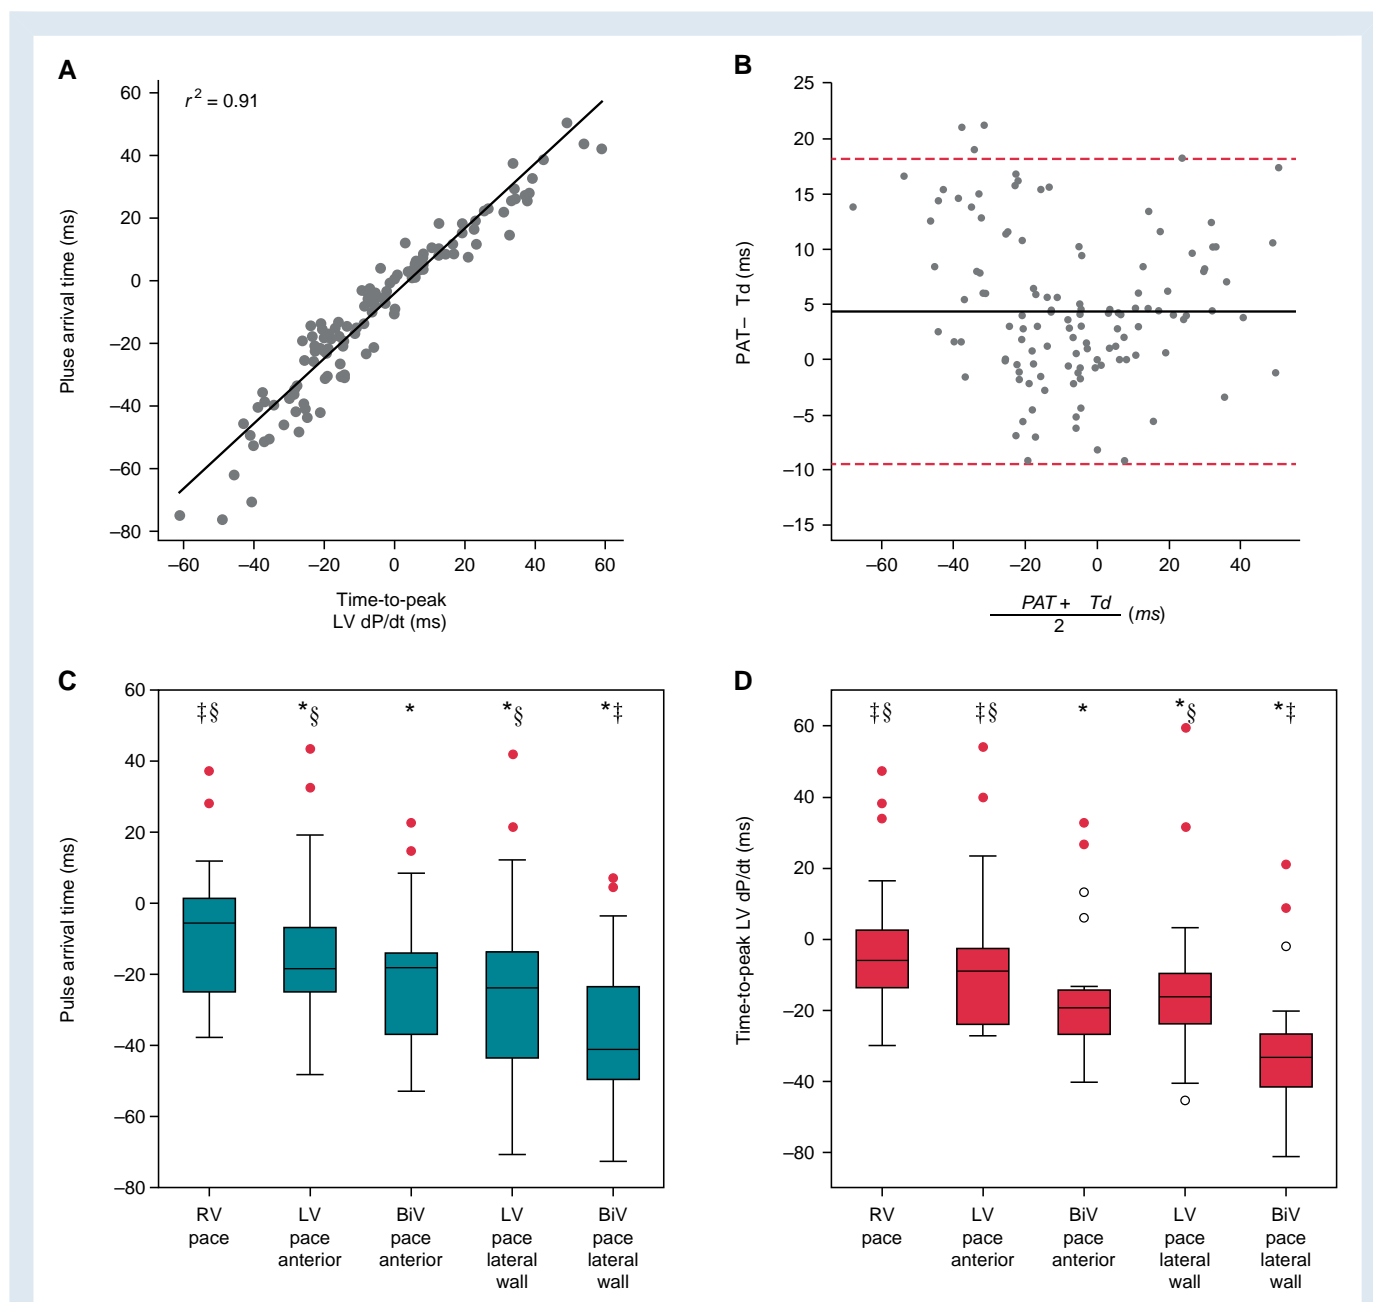 A
r² = 0.91
60
40
20
0
–20
–40
–60
–80
Pluse arrival time (ms)
–60 –40 –20 0 20 40 60
Time-to-peak
LV dP/dt (ms)
B
25
20
15
10
5
0
–5
–10
–15
PAT– Td (ms)
–60 –40 –20 0 20 40
PAT + Td
2
(ms)
C
60
40
20
0
–20
–40
–60
–80
Pulse arrival time (ms)
‡§ *§ * *§ *‡
RV LV BiV LV BiV
pace pace pace pace pace
anterior anterior lateral lateral
wall wall
D
60
40
20
0
–20
–40
–60
–80
Time-to-peak LV dP/dt (ms)
‡§ ‡§ * *§ *‡
RV LV BiV LV BiV
pace pace pace pace pace
anterior anterior lateral lateral
wall wall